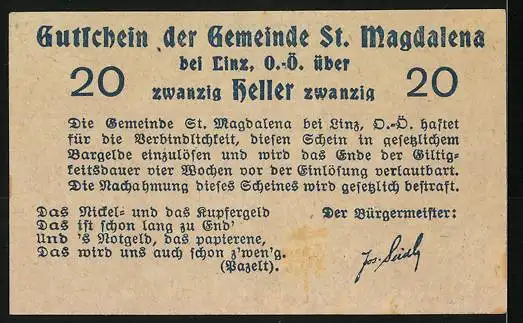 Gutschein der Gemeinde St. Magdalena
bei Linz, O.-Ö. über
20 zwanzig Heller zwanzig 20
Die Gemeinde St. Magdalena bei Linz, O.-Ö. haftet
für die Verbindlichkeit, diesen Schein in gesetzlichem
Bargelde einzulösen und wird das Ende der Giltig-
keitsdauer vier Wochen vor der Einlösung verlautbart.
Die Nachahmung dieses Scheines wird gesetzlich bestraft.
Das Nickel- und das Kupfergeld
Das ist schon lang zu End'
Und 's Notgeld, das papierene,
Das wird uns auch schon z'wen'g.
(Pazelt.)
Der Bürgermeister:
Jos.